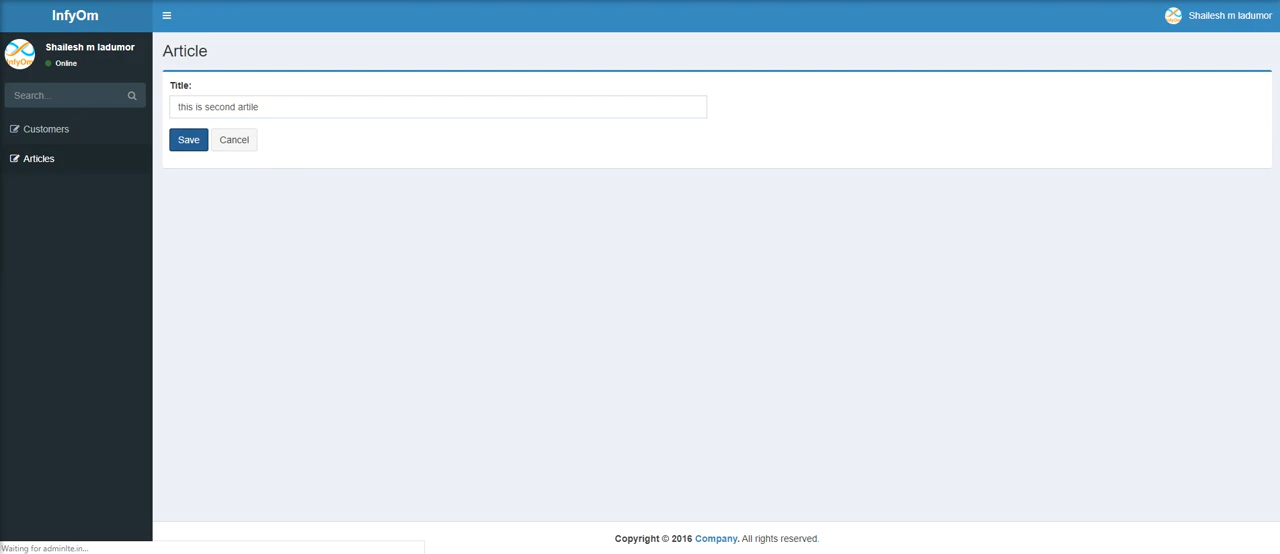 InfyOm
Shailesh m ladumor
InfyOm
Shailesh m ladumor
Online
Search...
Customers
Articles
Article
Title:
this is second artile
Save Cancel
Copyright © 2016 Company. All rights reserved.
Waiting for adminlte.in...